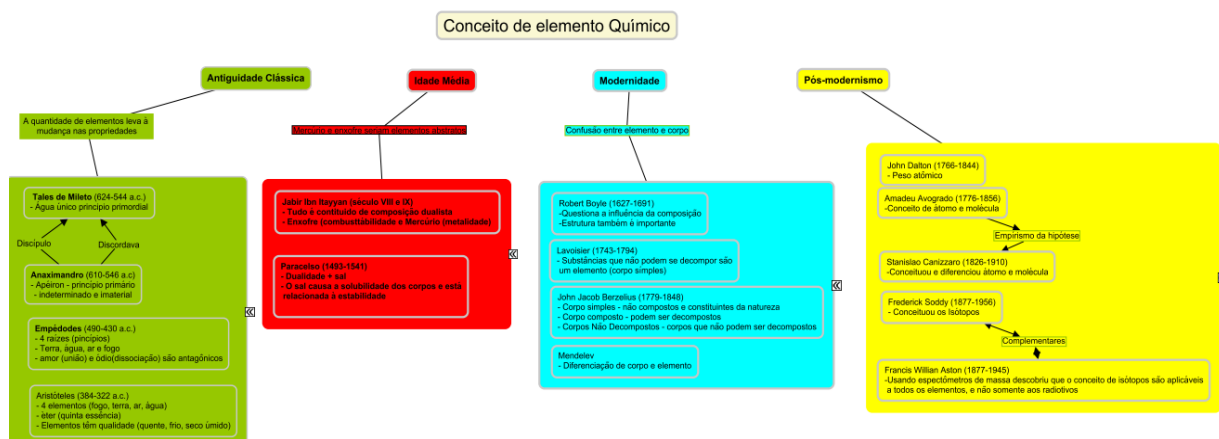 Conceito de elemento Químico
Antiguidade Clássica
A quantidade de elementos leva à
mudança nas propriedades
Tales de Mileto (624-544 a.c.)
- Água único principio primordial
Discípulo
Discordava
Anaximandro (610-546 a.c)
- Apéiron - princípio primário
- indeterminado e imaterial
Empédodes (490-430 a.c.)
- 4 raízes (pincipios)
- Terra, àgua, ar e fogo
- amor (união) e ódio(dissociação) são antagônicos
Aristòteles (384-322 a.c.)
- 4 elementos (fogo, terra, ar, àgua)
- èter (quinta essência)
- Elementos têm qualidade (quente, frio, seco ùmido)
Idade Média
Mercúrio e enxofre seriam elementos abstratos
Jabir Ibn Itayyan (século VIII e IX)
- Tudo é contituido de composição dualista
- Enxofre (combusttabilidade e Mercúrio (metalidade)
Paracelso (1493-1541)
- Dualidade + sal
- O sal causa a solubilidade dos corpos e está
relacionada à estabilidade
Modernidade
Confusão entre elemento e corpo
Robert Boyle (1627-1691)
-Questiona a influência da composição
-Estrutura também è importante
Lavoisier (1743-1794)
- Substâncias que não podem se decompor são
um elemento (corpo símples)
John Jacob Berzelius (1779-1848)
- Corpo simples - não compostos e constituintes da natureza
- Corpo composto - podem ser decompostos
- Corpos Não Decompostos - corpos que não podem ser decompostos
Mendelev
- Diferenciação de corpo e elemento
Pós-modernismo
John Dalton (1766-1844)
- Peso atômico
Amadeu Avogrado (1776-1856)
-Conceito de átomo e molécula
Empirismo da hipótese
Stanislao Canizzaro (1826-1910)
-Conceituou e diferenciou átomo e molécula
Frederick Soddy (1877-1956)
- Conceituou os Isótopos
Complementares
Francis Willian Aston (1877-1945)
-Usando espectômetros de massa descobriu que o conceito de isótopos são aplicáveis
a todos os elementos, e não somente aos radiotivos